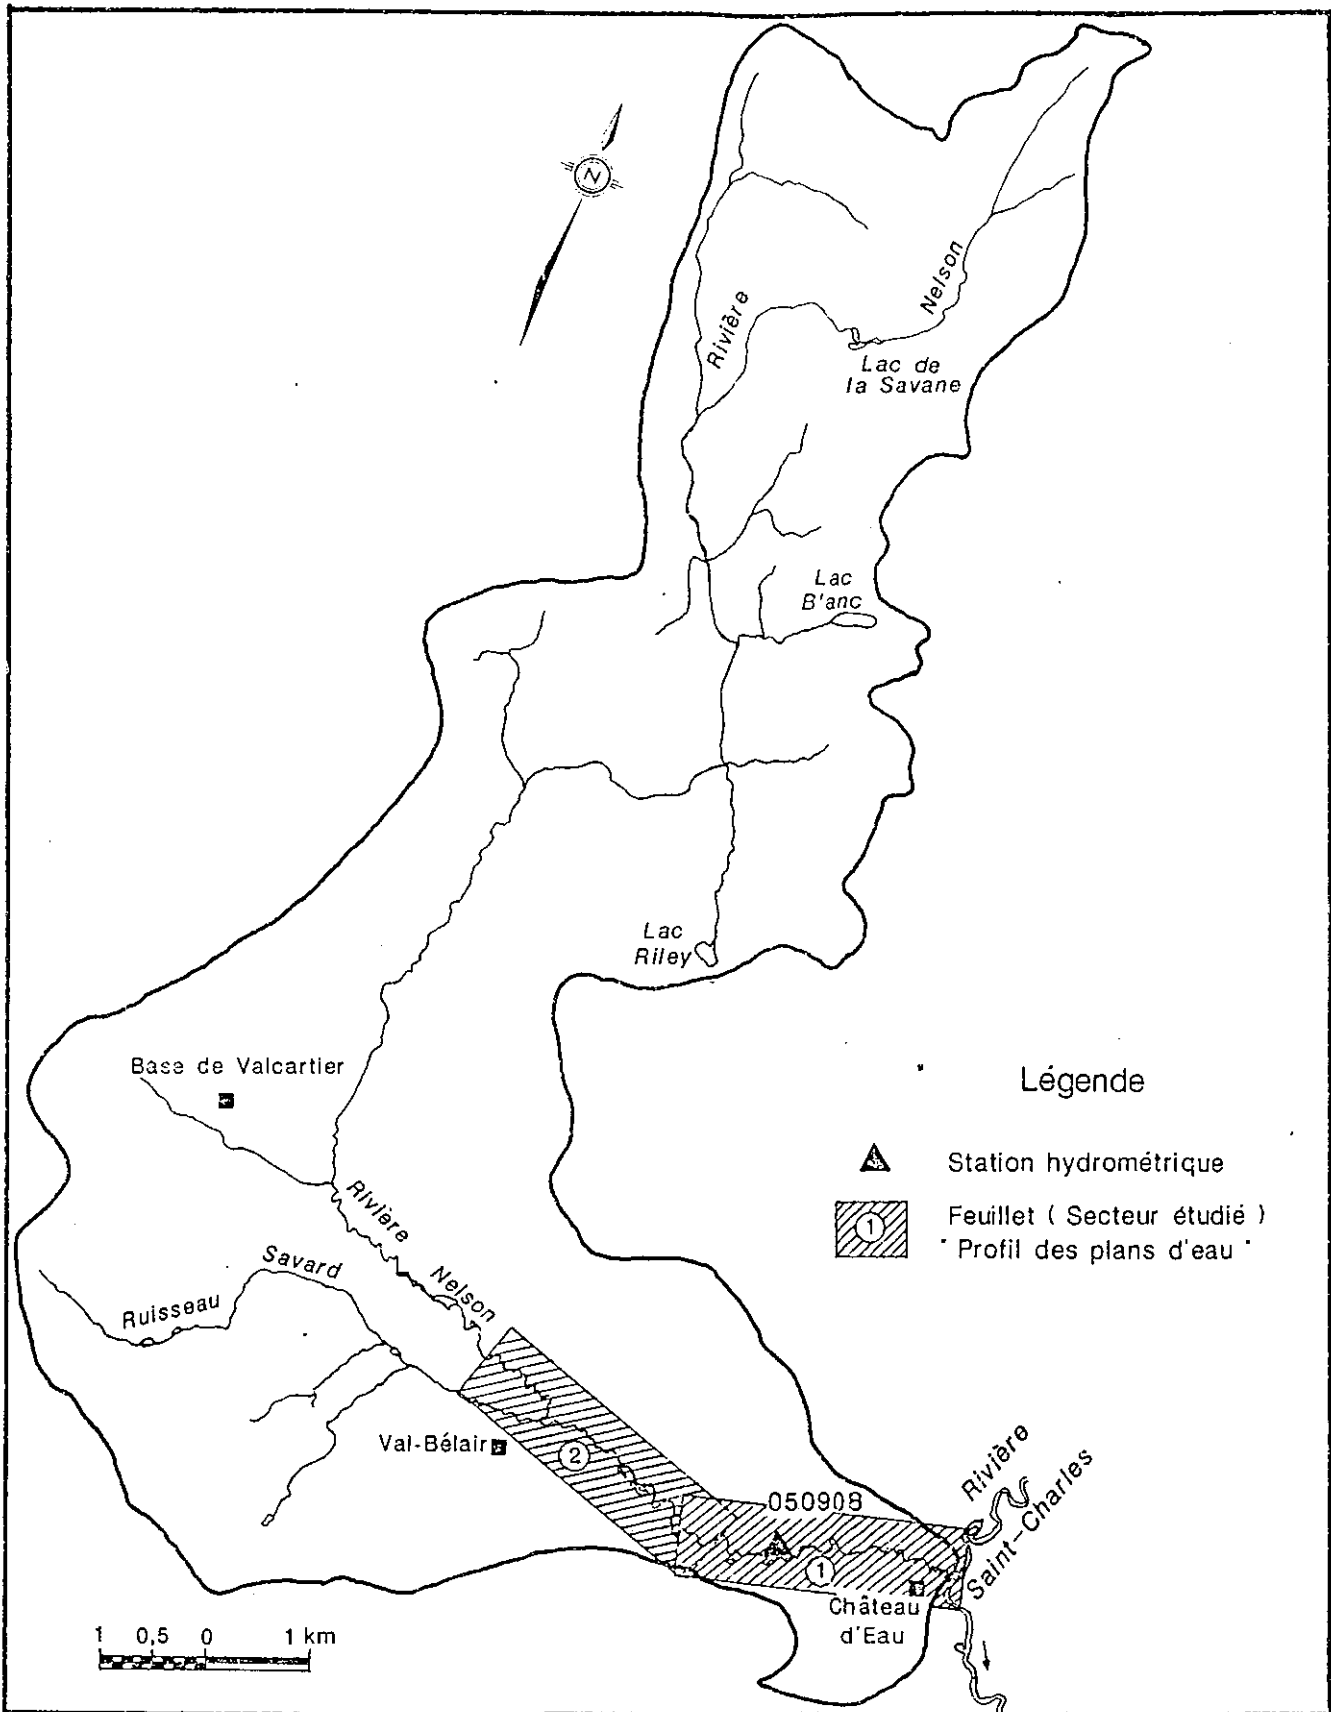 N
Rivière
Nelson
Lac de
la Savane
Lac
B'anc
Lac
Riley
Base de Valcartier
Légende
Station hydrométrique
1
Feuillet ( Secteur étudié )
" Profil des plans d'eau "
Rivière
Nelson
Savard
Ruisseau
Val-Bélair
2
050908
Rivière
Saint-Charles
1
Château
d'Eau
1 0,5 0 1 km